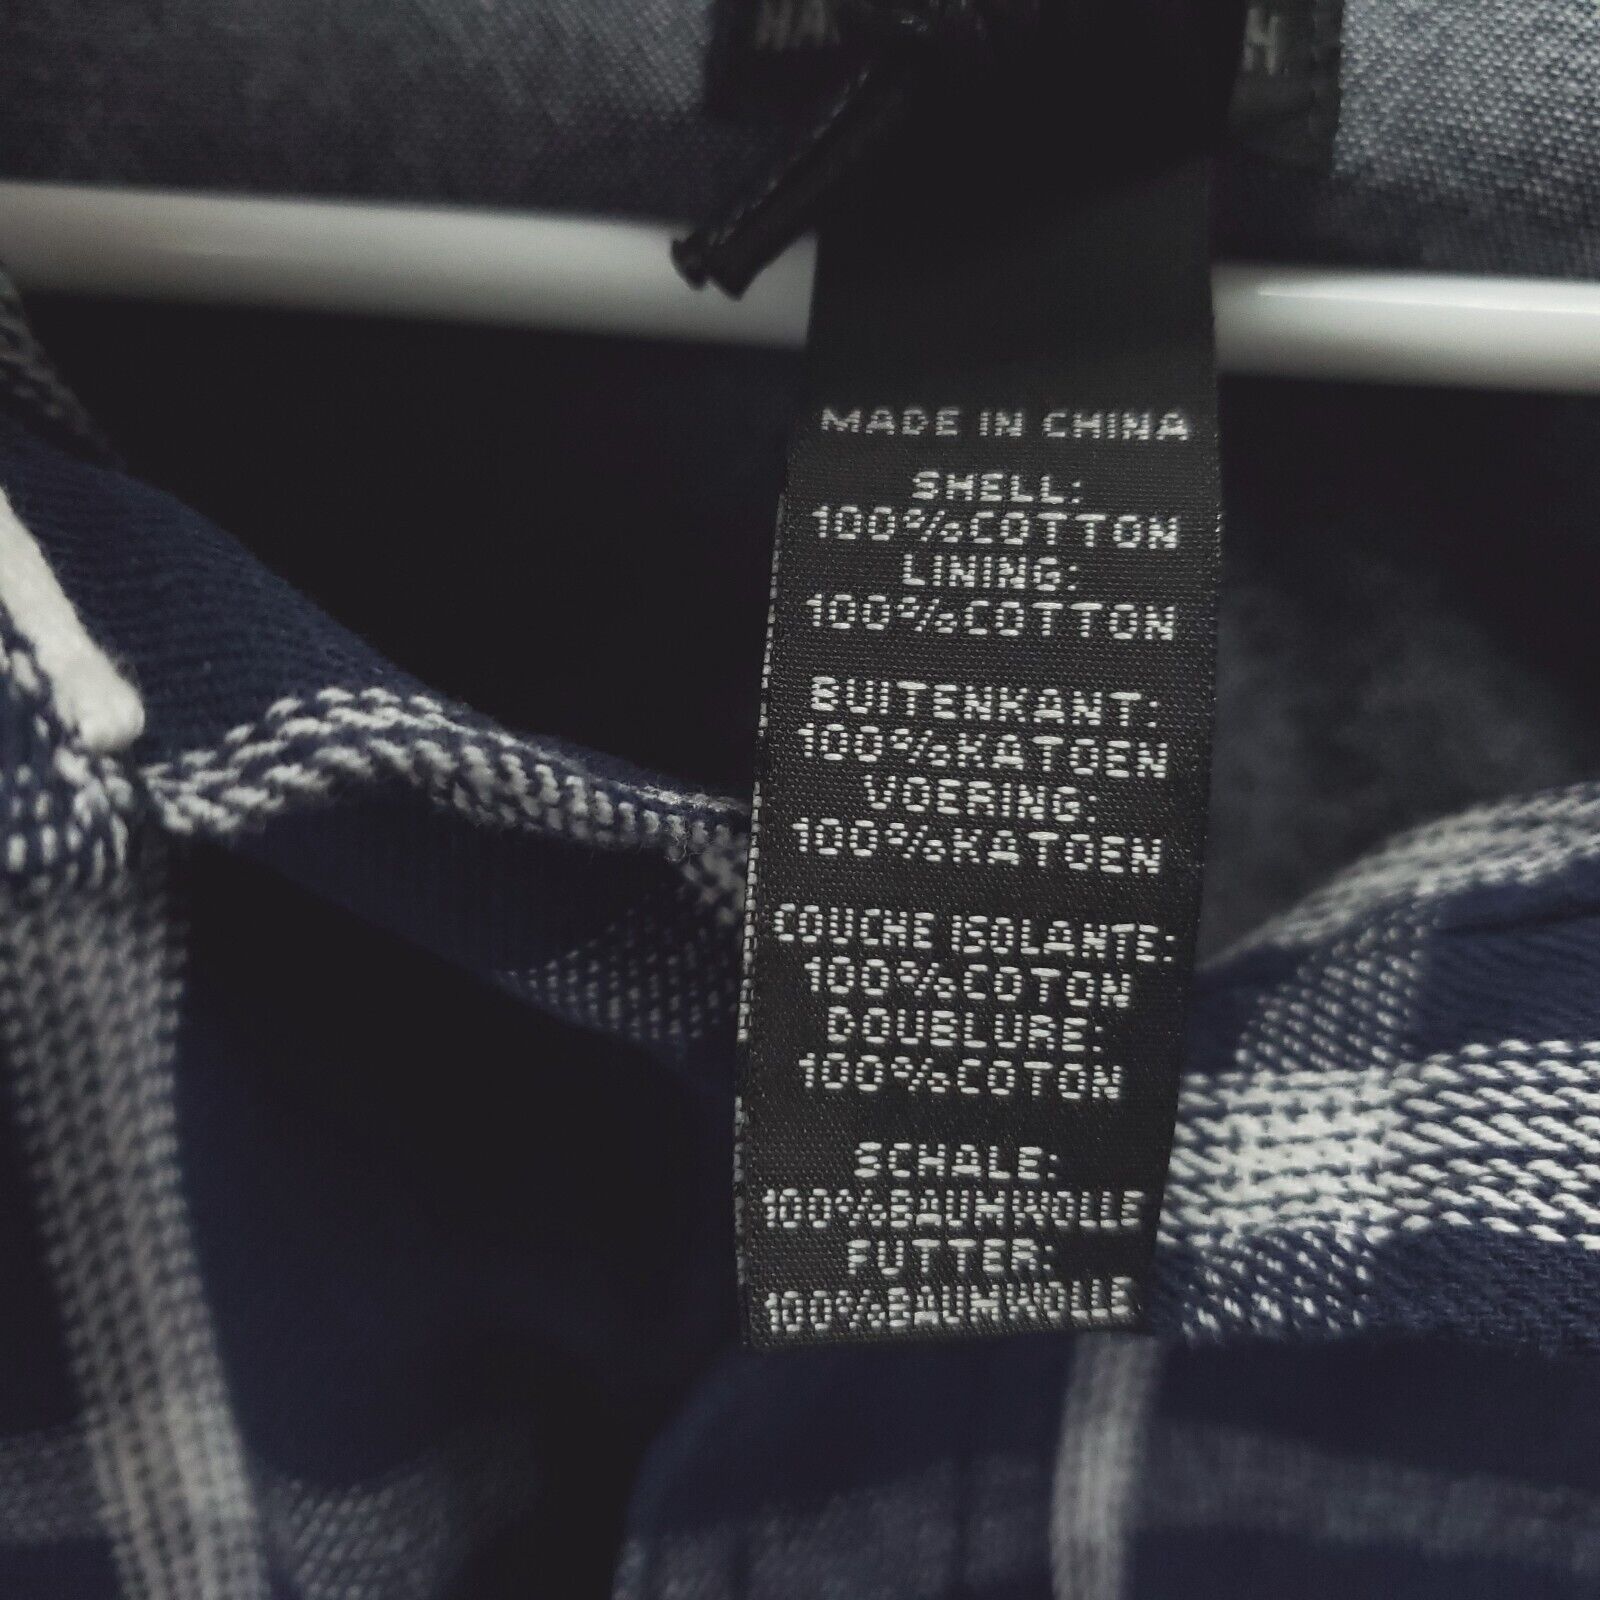 MADE IN CHINA
SHELL:
100%COTTON
LINING:
100%COTTON
BUITENKANT:
100%KATOEN
VOERING:
100%KATOEN
COUCHE ISOLANTE:
100%COTON
DOUBLURE:
100%COTON
SCHALE:
100%BAUMWOLLE
FUTTER:
100%BAUMWOLLE